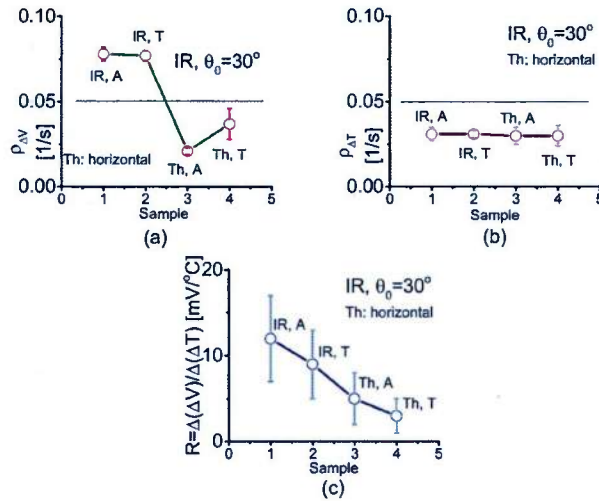 0.10
IR, A
IR, T
IR, θ₀=30°
0.05
ρΔV
[1/s]
Th: horizontal
Th, A
Th, T
0.00
0 1 2 3 4 5
Sample
(a)
0.10
IR, θ₀=30°
Th: horizontal
0.05
ρΔT
[1/s]
IR, A
IR, T
Th, A
Th, T
0.00
0 1 2 3 4 5
Sample
(b)
20
R=Δ(ΔV)/Δ(ΔT) [mV/°C]
IR, θ₀=30°
Th: horizontal
IR, A
10
IR, T
Th, A
Th, T
0
0 1 2 3 4 5
Sample
(c)